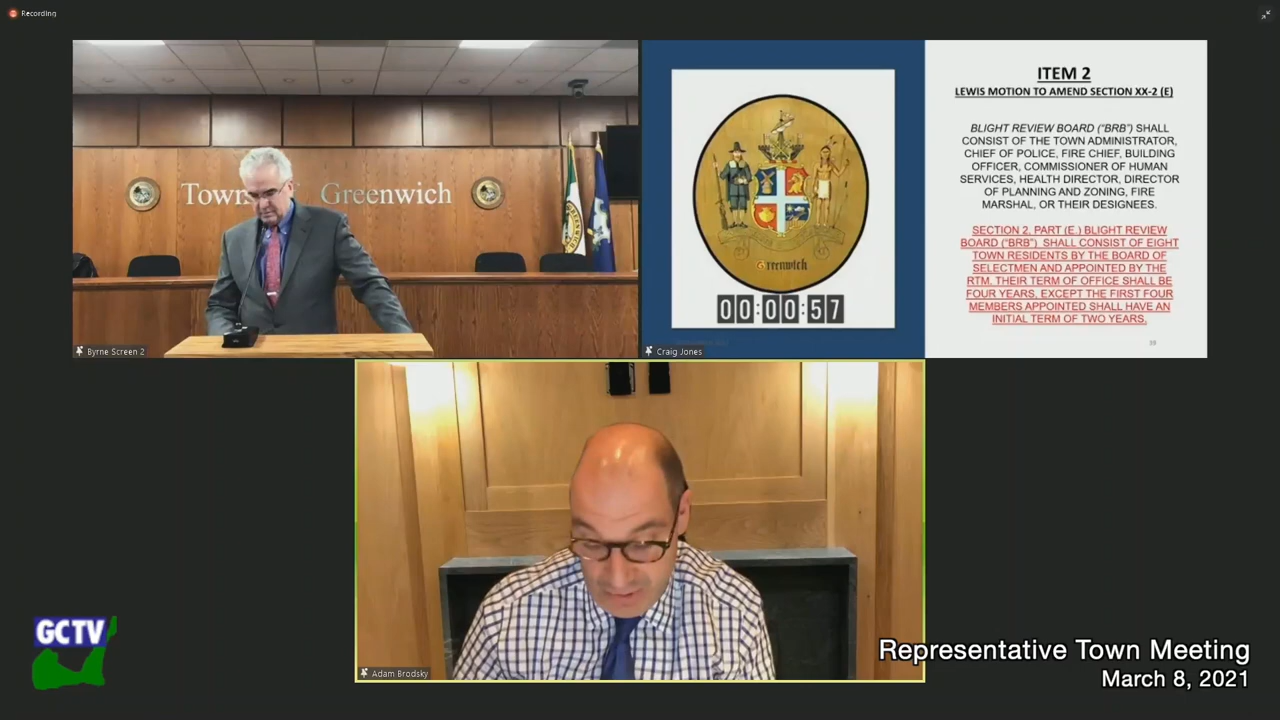 Recording
Town of Greenwich
Byrne Screen 2
Greenwich
00:00:57
Craig Jones
ITEM 2
LEWIS MOTION TO AMEND SECTION XX-2 (E)
BLIGHT REVIEW BOARD ("BRB") SHALL
CONSIST OF THE TOWN ADMINISTRATOR,
CHIEF OF POLICE, FIRE CHIEF, BUILDING
OFFICER, COMMISSIONER OF HUMAN
SERVICES, HEALTH DIRECTOR, DIRECTOR
OF PLANNING AND ZONING, FIRE
MARSHAL, OR THEIR DESIGNEES.
SECTION 2, PART (E.) BLIGHT REVIEW
BOARD ("BRB") SHALL CONSIST OF EIGHT
TOWN RESIDENTS BY THE BOARD OF
SELECTMEN AND APPOINTED BY THE
RTM. THEIR TERM OF OFFICE SHALL BE
FOUR YEARS, EXCEPT THE FIRST FOUR
MEMBERS APPOINTED SHALL HAVE AN
INITIAL TERM OF TWO YEARS.
Adam Brodsky
GCTV
Representative Town Meeting
March 8, 2021